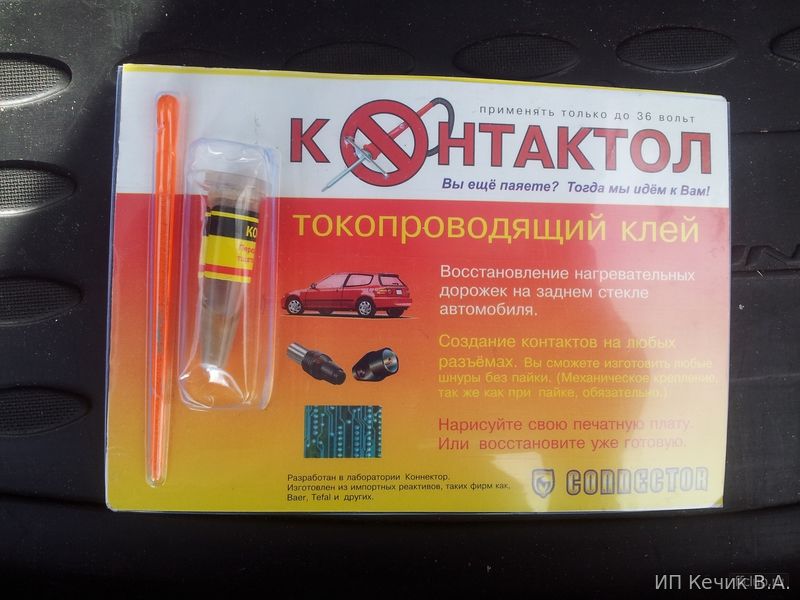 применять только до 36 вольт
КОНТАКТОЛ
Вы ещё паяете? Тогда мы идём к Вам!
токопроводящий клей
КО
Восстановление нагревательных
дорожек на заднем стекле
автомобиля.
Создание контактов на любых
разъёмах. Вы сможете изготовить любые
шнуры без пайки. (Механическое крепление,
так же как при пайке, обязательно.)
Нарисуйте свою печатную плату.
Или восстановите уже готовую.
Разработан в лаборатории Коннектор.
Изготовлен из импортных реактивов, таких фирм как,
Baer, Tefal и других.
CONNECTOR
ИП Кечик В.А.